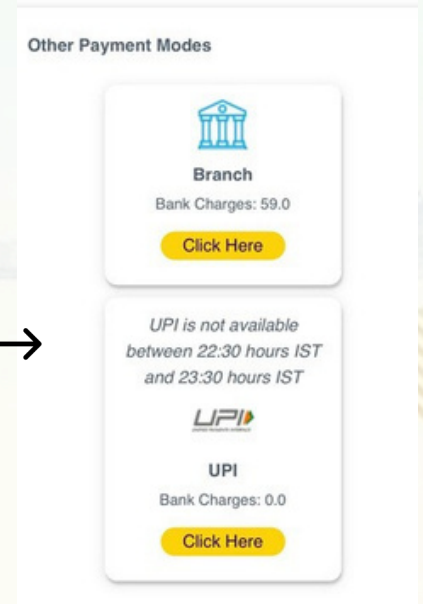 Other Payment Modes
Branch
Bank Charges: 59.0
Click Here
UPI is not available
between 22:30 hours IST
and 23:30 hours IST
UPI
UPI
Bank Charges: 0.0
Click Here